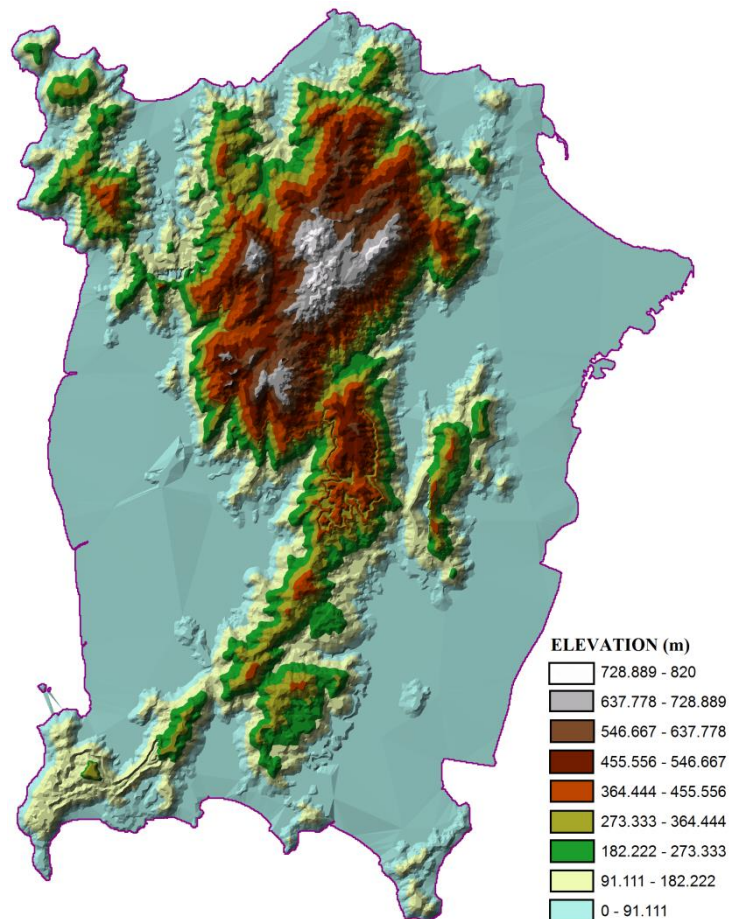 ELEVATION (m)
728.889 - 820
637.778 - 728.889
546.667 - 637.778
455.556 - 546.667
364.444 - 455.556
273.333 - 364.444
182.222 - 273.333
91.111 - 182.222
0 - 91.111